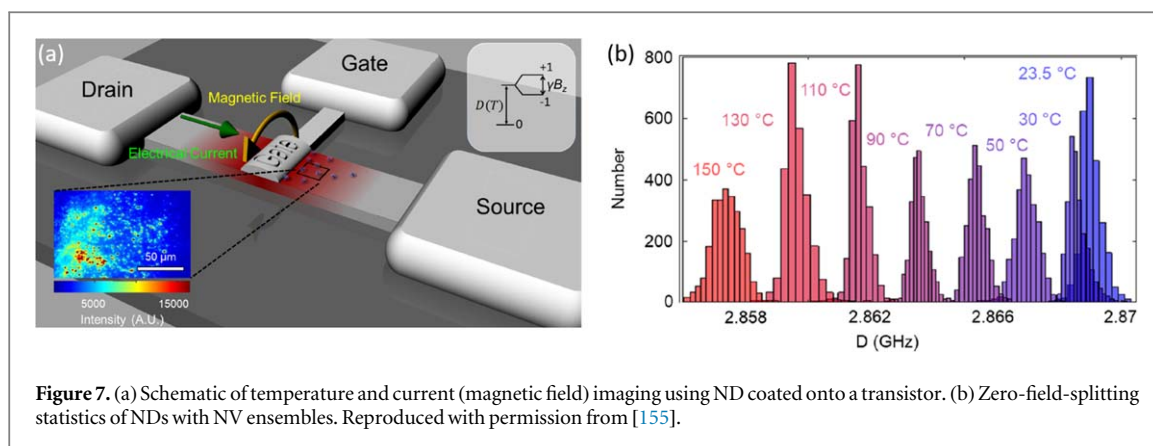 (a)
Drain
Gate
Magnetic Field
Electrical Current
Source
D(T)
+1
γB_z
-1
0
50 μm
5000 15000
Intensity (A.U.)
(b)
Number
800
600
400
200
0
150 °C
130 °C
110 °C
90 °C
70 °C
50 °C
30 °C
23.5 °C
2.858 2.862 2.866 2.87
D (GHz)
Figure 7. (a) Schematic of temperature and current (magnetic field) imaging using ND coated onto a transistor. (b) Zero-field-splitting
statistics of NDs with NV ensembles. Reproduced with permission from [155].